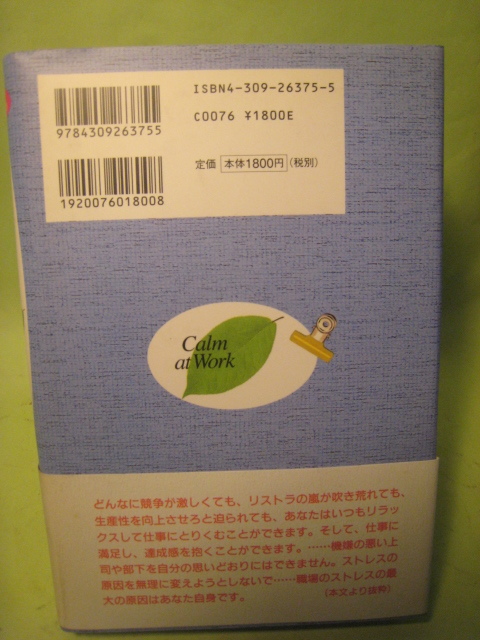 ISBN4-309-26375-5
C0076 ¥1800E
9784309263755
定価 本体1800円(税別)
1920076018008
Calm
at Work
どんなに競争が激しくても、リストラの嵐が吹き荒れても、
生産性を向上させろと迫られても、あなたはいつもリラッ
クスして仕事にとりくむことができます。そして、仕事に
満足し、達成感を抱くことができます。……機嫌の悪い上
司や部下を自分の思いどおりにはできません。ストレスの
原因を無理に変えようとしないで……職場のストレスの最
大の原因はあなた自身です。
(本文より抜粋)